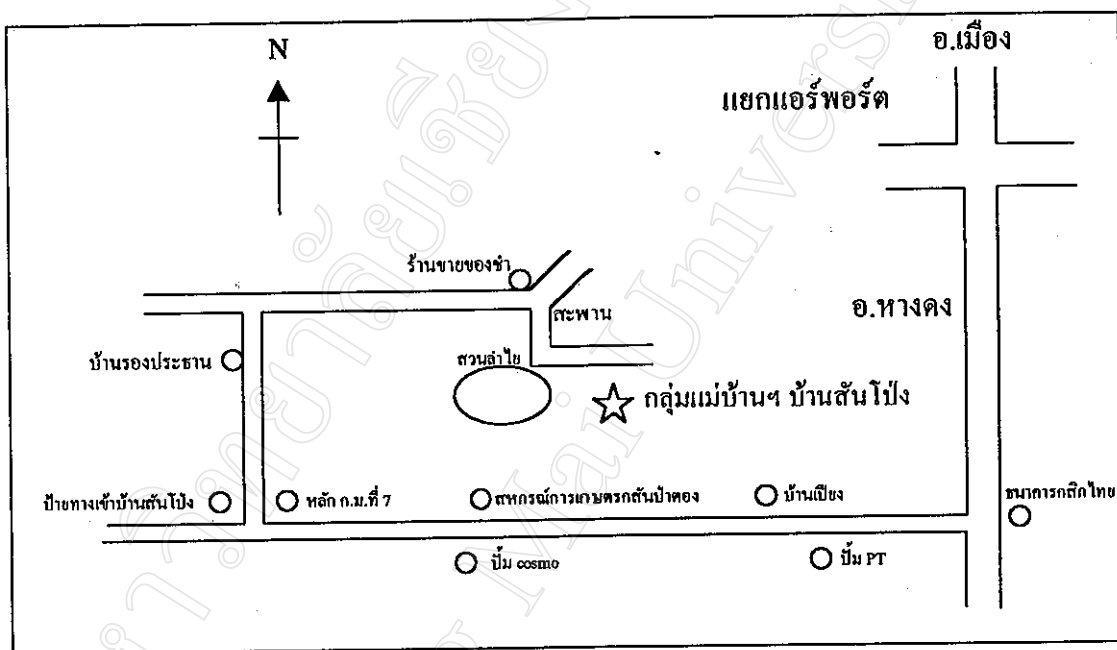 อ.เมือง
N
แยกแอร์พอร์ต
ร้านขายของชำ
สะพาน
อ.หางดง
บ้านรองประธาน
สวนลำไย
กลุ่มแม่บ้านฯ บ้านสันโป่ง
ป้ายทางเข้าบ้านสันโป่ง
หลัก ก.ม.ที่ 7
สหกรณ์การเกษตรกสันป่าตอง
บ้านเปียง
ธนาคารกสิกไทย
ปั๊ม cosmo
ปั๊ม PT